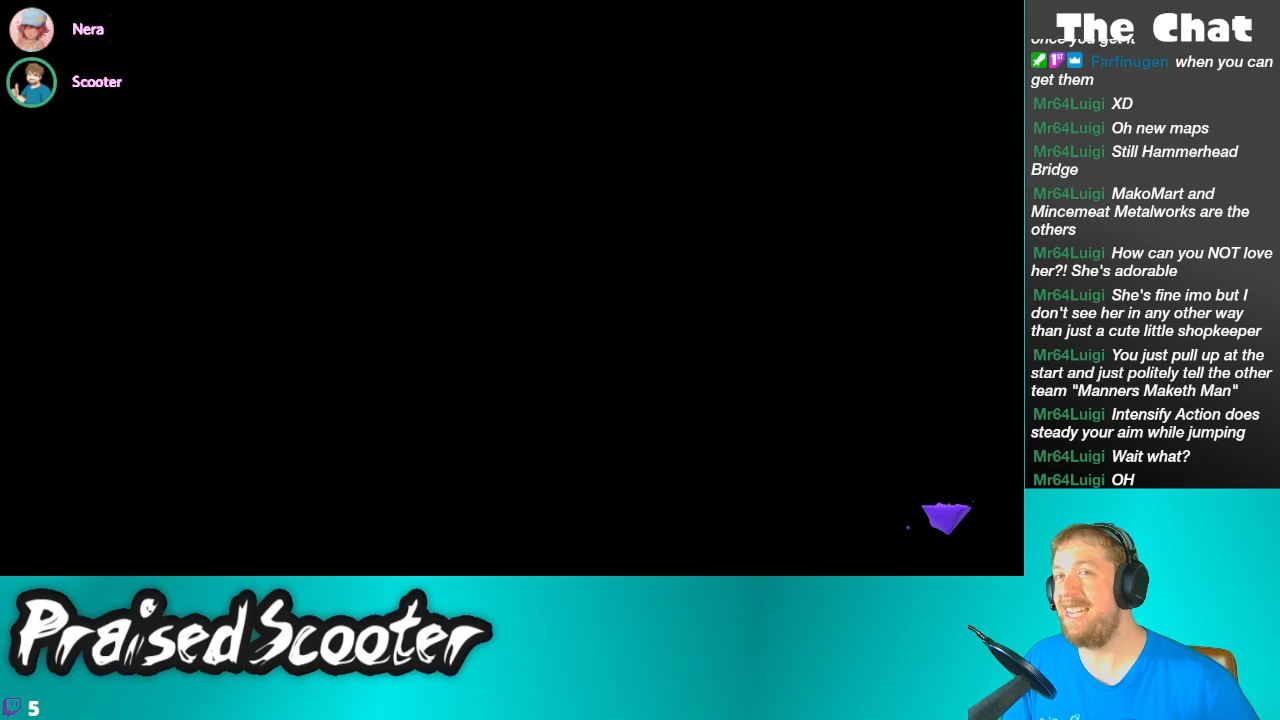 Nera
Scooter
The Chat
once you get it
Farfinugen when you can
get them
Mr64Luigi XD
Mr64Luigi Oh new maps
Mr64Luigi Still Hammerhead
Bridge
Mr64Luigi MakoMart and
Mincemeat Metalworks are the
others
Mr64Luigi How can you NOT love
her?! She's adorable
Mr64Luigi She's fine imo but I
don't see her in any other way
than just a cute little shopkeeper
Mr64Luigi You just pull up at the
start and just politely tell the other
team "Manners Maketh Man"
Mr64Luigi Intensify Action does
steady your aim while jumping
Mr64Luigi Wait what?
Mr64Luigi OH
PraisedScooter
5